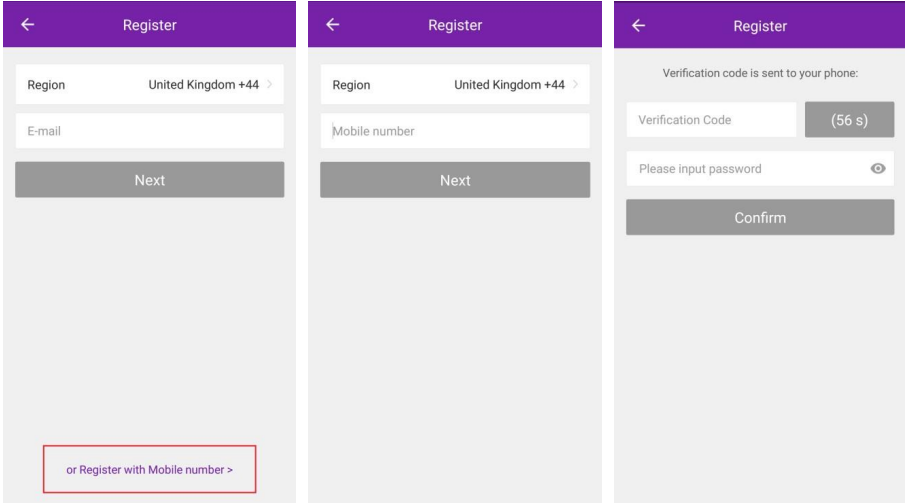 Register
Region United Kingdom +44 >
E-mail
Next
or Register with Mobile number >
Register
Region United Kingdom +44 >
Mobile number
Next
Register
Verification code is sent to your phone:
Verification Code (56 s)
Please input password
Confirm